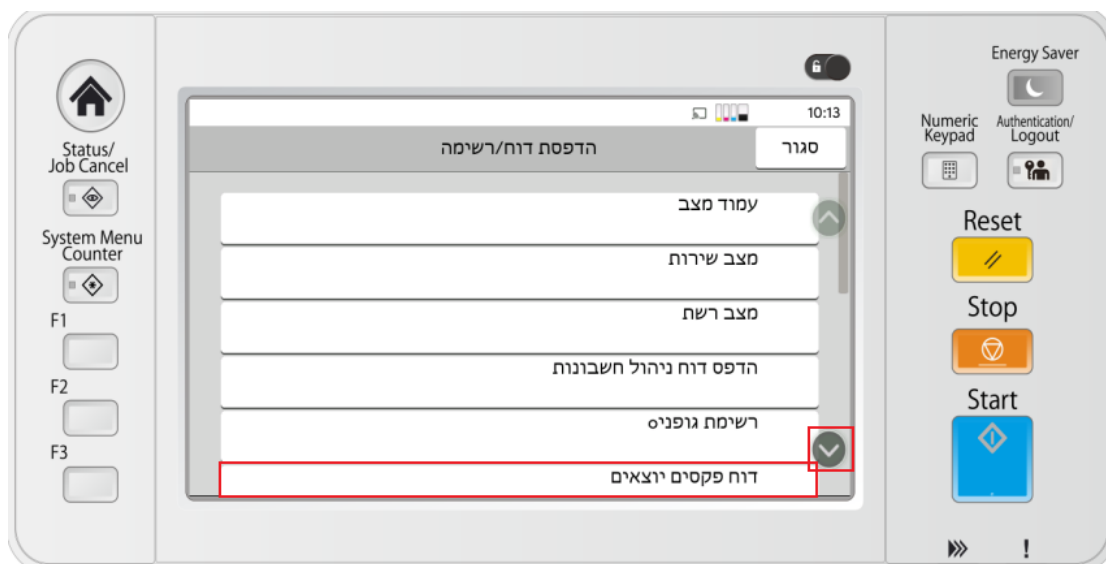 Energy Saver
10:13
Numeric
Keypad
Authentication/
Logout
Status/
Job Cancel
הדפסת דוח/רשימה
סגור
עמוד מצב
Reset
System Menu
Counter
מצב שירות
F1
מצב רשת
Stop
הדפס דוח ניהול חשבונות
F2
Start
רשימת גופניס
F3
דוח פקסים יוצאים
!